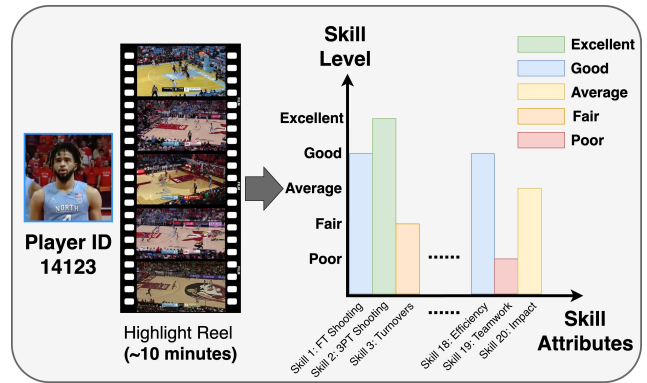 Skill
Level
Excellent
Good
Average
Fair
Poor
Excellent
Good
Average
Fair
Poor
NORTH
Player ID
14123
Highlight Reel
(~10 minutes)
......
......
Skill 1: FT Shooting
Skill 2: 3PT Shooting
Skill 3: Turnovers
Skill 18: Efficiency
Skill 19: Teamwork
Skill 20: Impact
Skill
Attributes